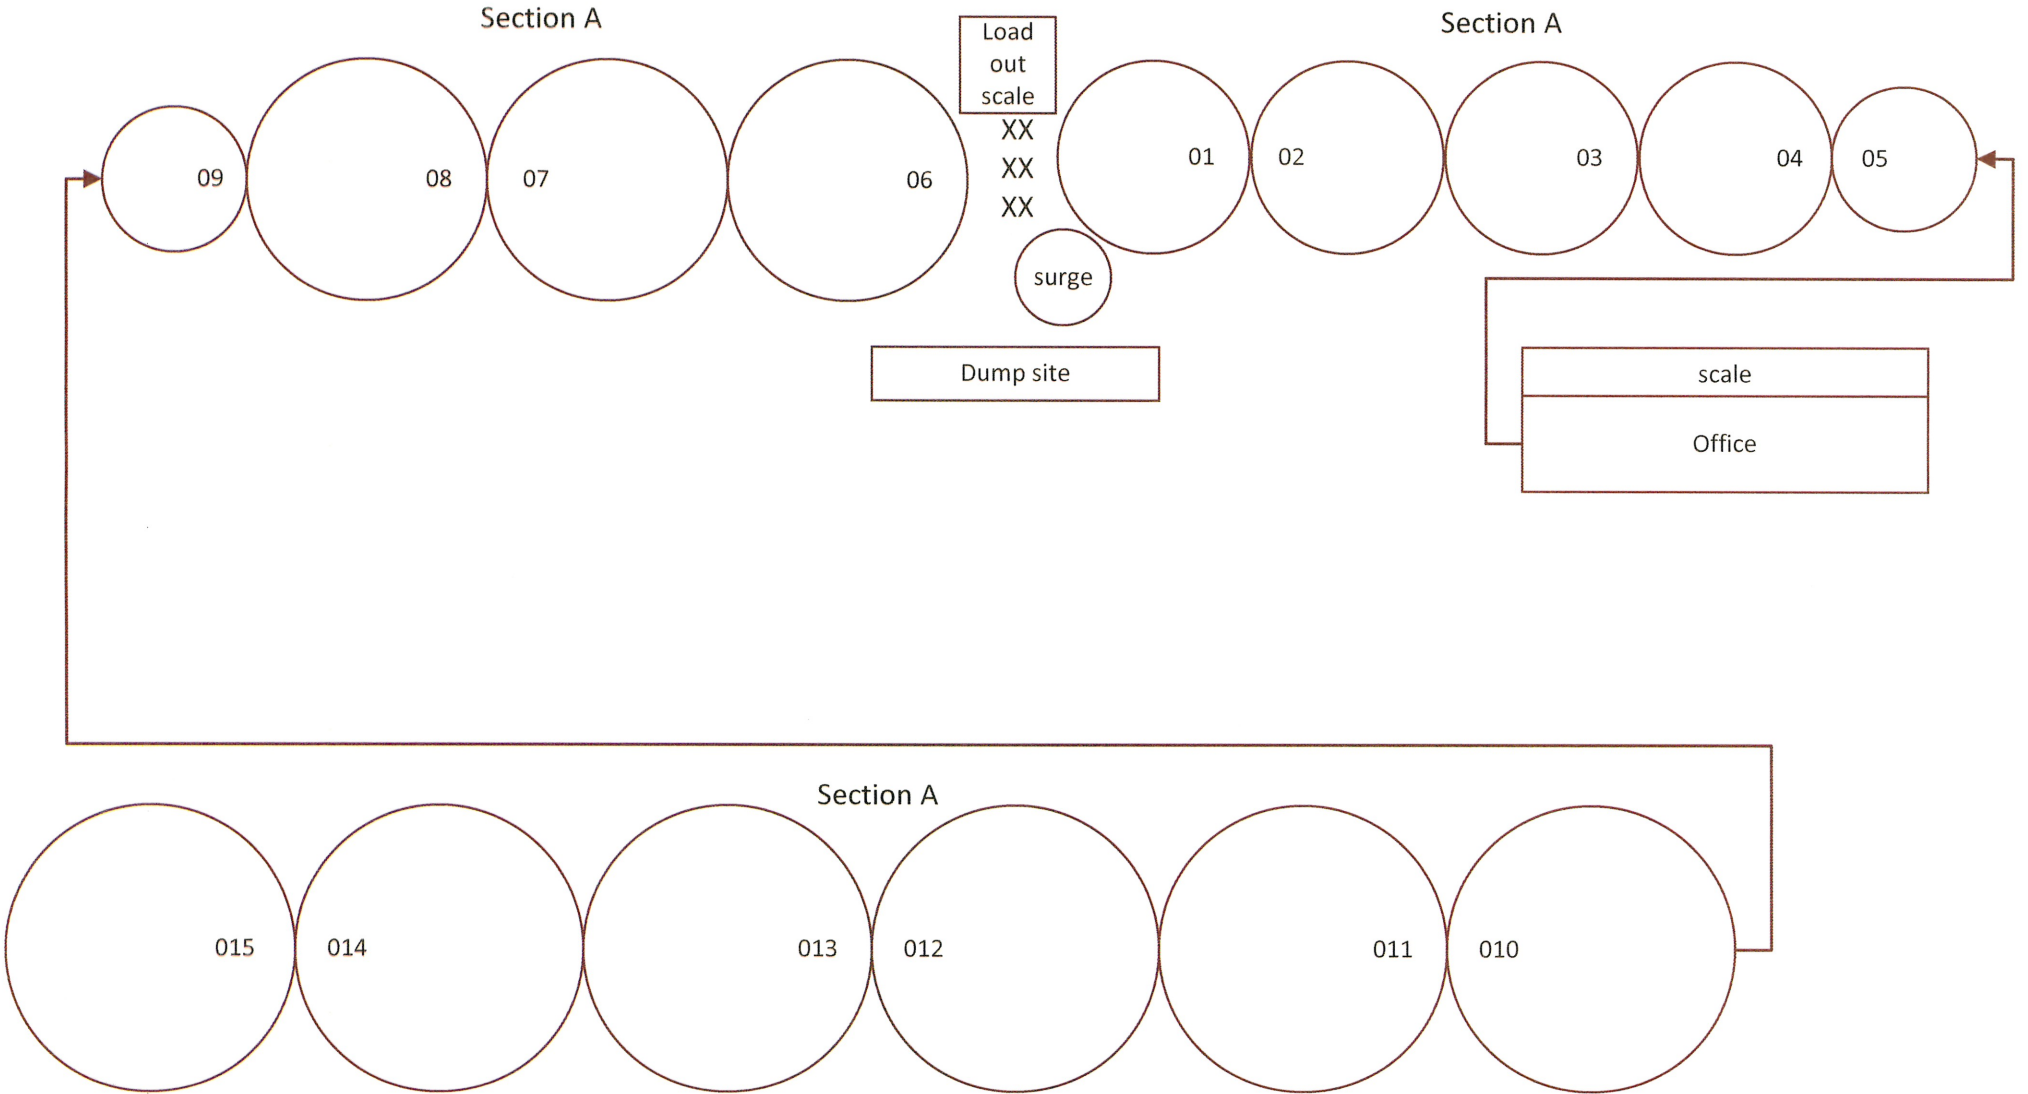 Section A
Section A
Load
out
scale
XX
XX
XX
09
08
07
06
01
02
03
04
05
surge
Dump site
scale
Office
Section A
015
014
013
012
011
010